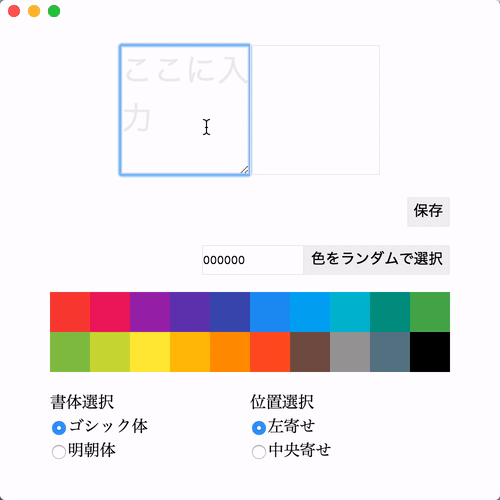 ここに入
力
保存
000000
色をランダムで選択
書体選択
ゴシック体
明朝体
位置選択
左寄せ
中央寄せ